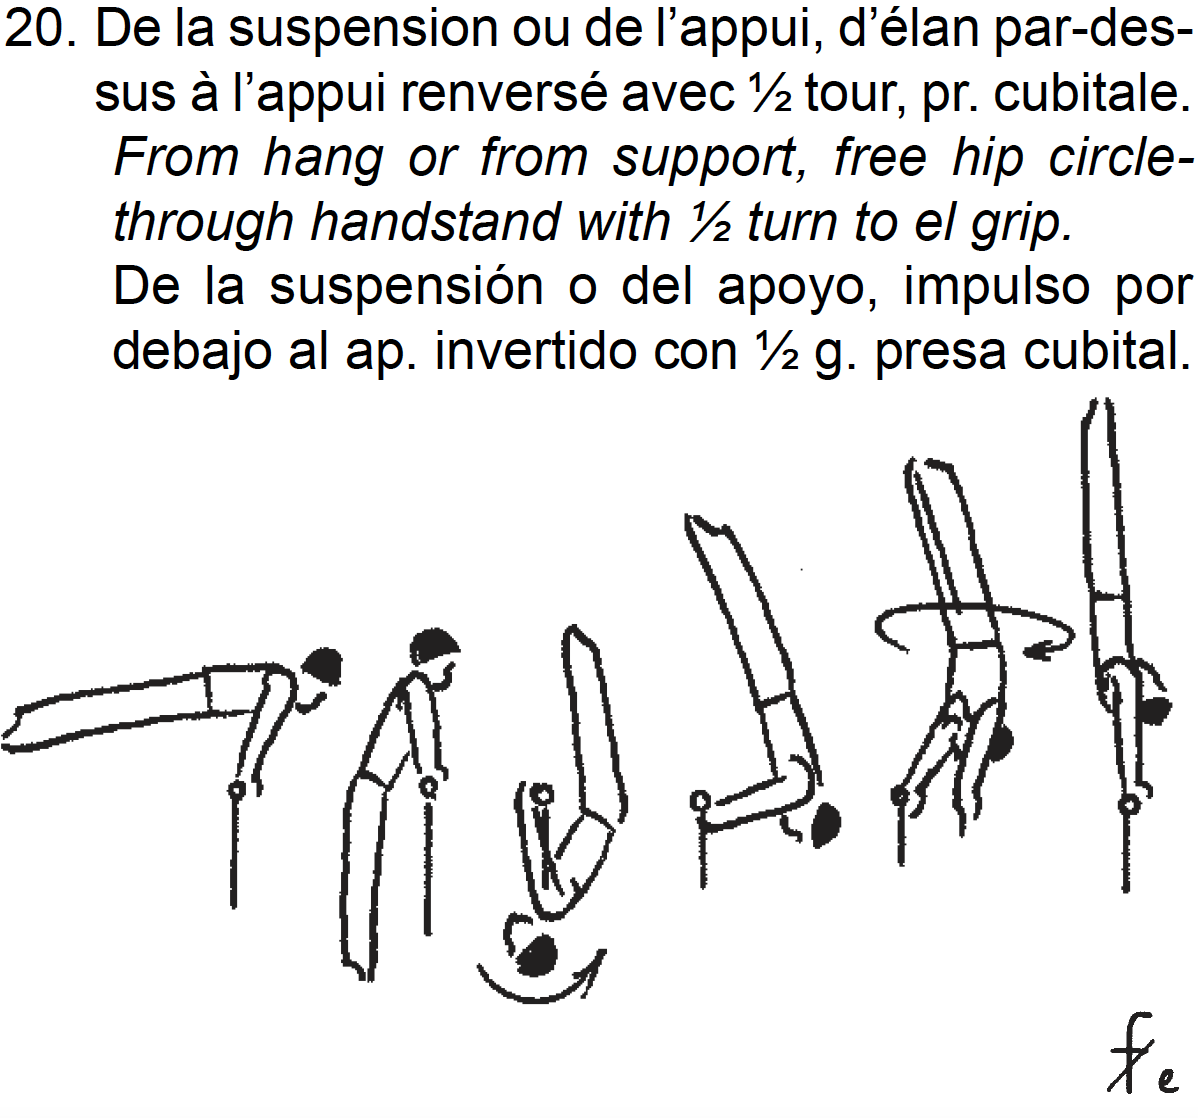 20. De la suspension ou de l’appui, d’élan par-des-
sus à l’appui renversé avec ½ tour, pr. cubitale.
From hang or from support, free hip circle-
through handstand with ½ turn to el grip.
De la suspensión o del apoyo, impulso por
debajo al ap. invertido con ½ g. presa cubital.